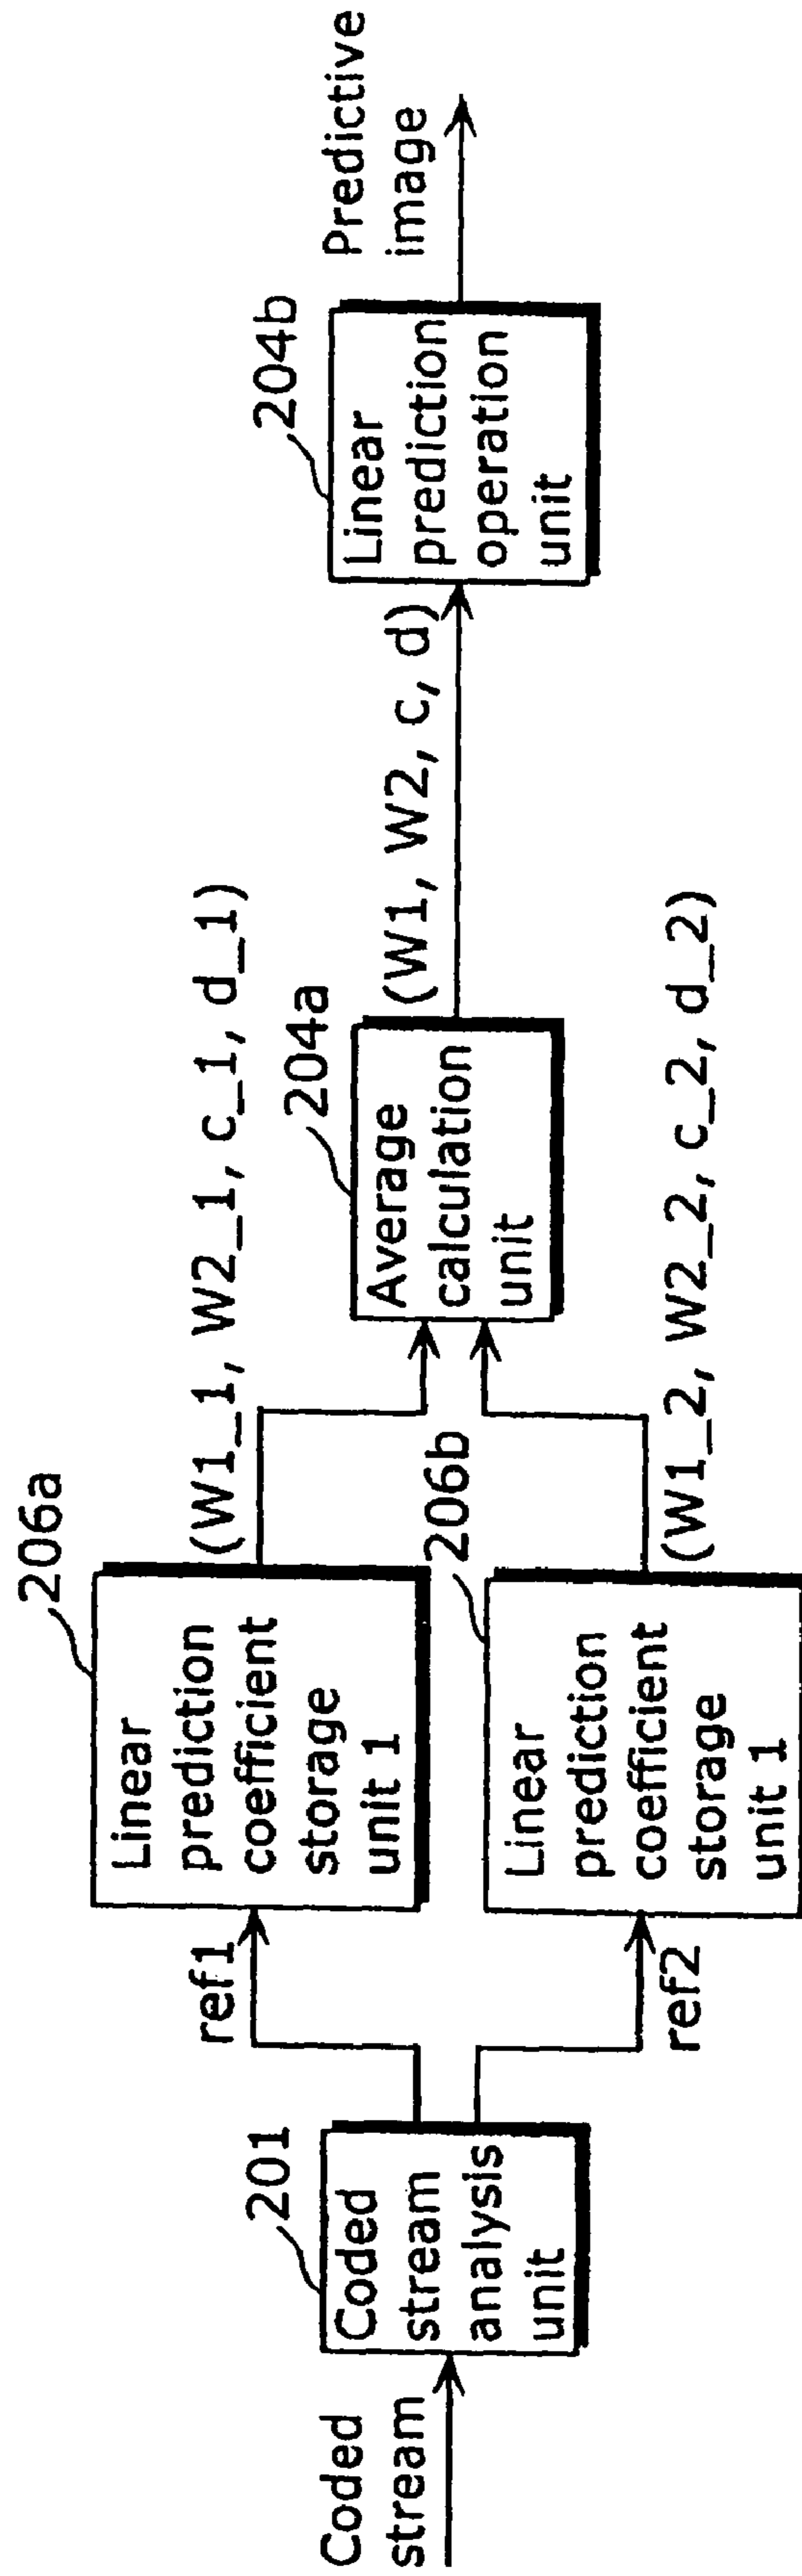 Coded
stream
201
Coded
stream
analysis
unit
ref1
ref2
206a
Linear
prediction
coefficient
storage
unit 1
206b
Linear
prediction
coefficient
storage
unit 1
(W1_1, W2_1, c_1, d_1)
(W1_2, W2_2, c_2, d_2)
204a
Average
calculation
unit
(W1, W2, c, d)
204b
Linear
prediction
operation
unit
Predictive
image